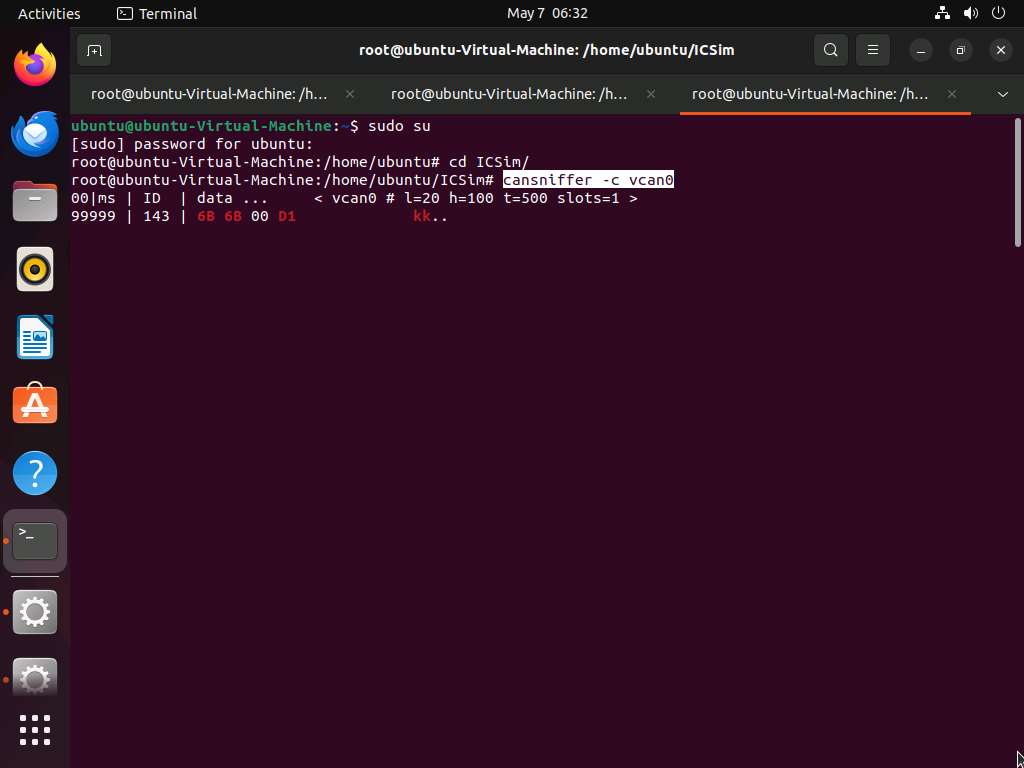 Activities
Terminal
May 7 06:32
root@ubuntu-Virtual-Machine: /home/ubuntu/ICSim
root@ubuntu-Virtual-Machine: /h...
root@ubuntu-Virtual-Machine: /h...
root@ubuntu-Virtual-Machine: /h...
ubuntu@ubuntu-Virtual-Machine:~$ sudo su
[sudo] password for ubuntu:
root@ubuntu-Virtual-Machine:/home/ubuntu# cd ICSim/
root@ubuntu-Virtual-Machine:/home/ubuntu/ICSim# cansniffer -c vcan0
00|ms | ID  | data ...     < vcan0 # l=20 h=100 t=500 slots=1 >
99999 | 143 | 6B 6B 00 D1             kk..